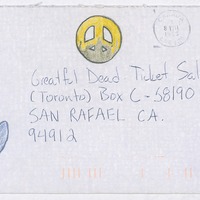 Greatful Dead Ticket Sal
(Toronto) Box C-58190
SAN RAFAEL CA.
94912